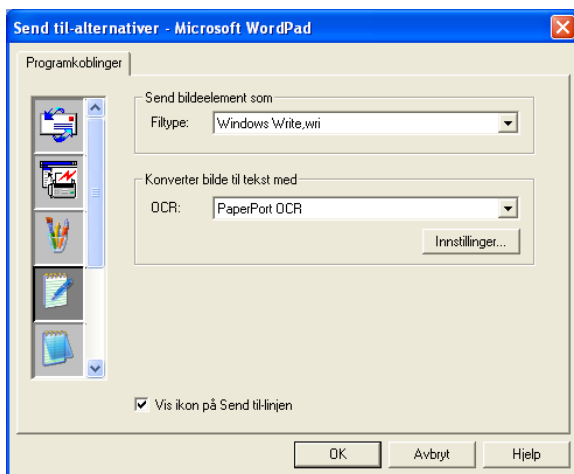 Send til-alternativer - Microsoft WordPad
Programkoblinger
Send bildeelement som
Filtype: Windows Write,wri
Konverter bilde til tekst med
OCR: PaperPort OCR
Innstillinger...
Vis ikon på Send til-linjen
OK Avbryt Hjelp